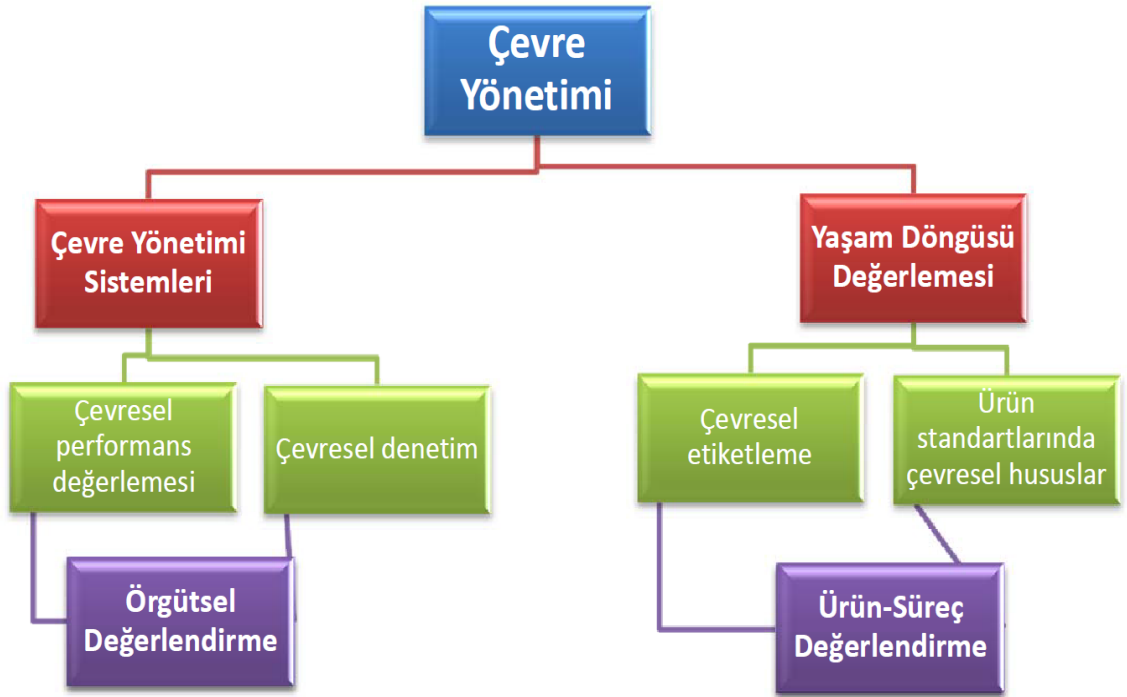 Çevre
Yönetimi
Çevre Yönetimi
Sistemleri
Yaşam Döngüsü
Değerlemesi
Çevresel
performans
değerlemesi
Çevresel denetim
Çevresel
etiketleme
Ürün
standartlarında
çevresel hususlar
Örgütsel
Değerlendirme
Ürün-Süreç
Değerlendirme